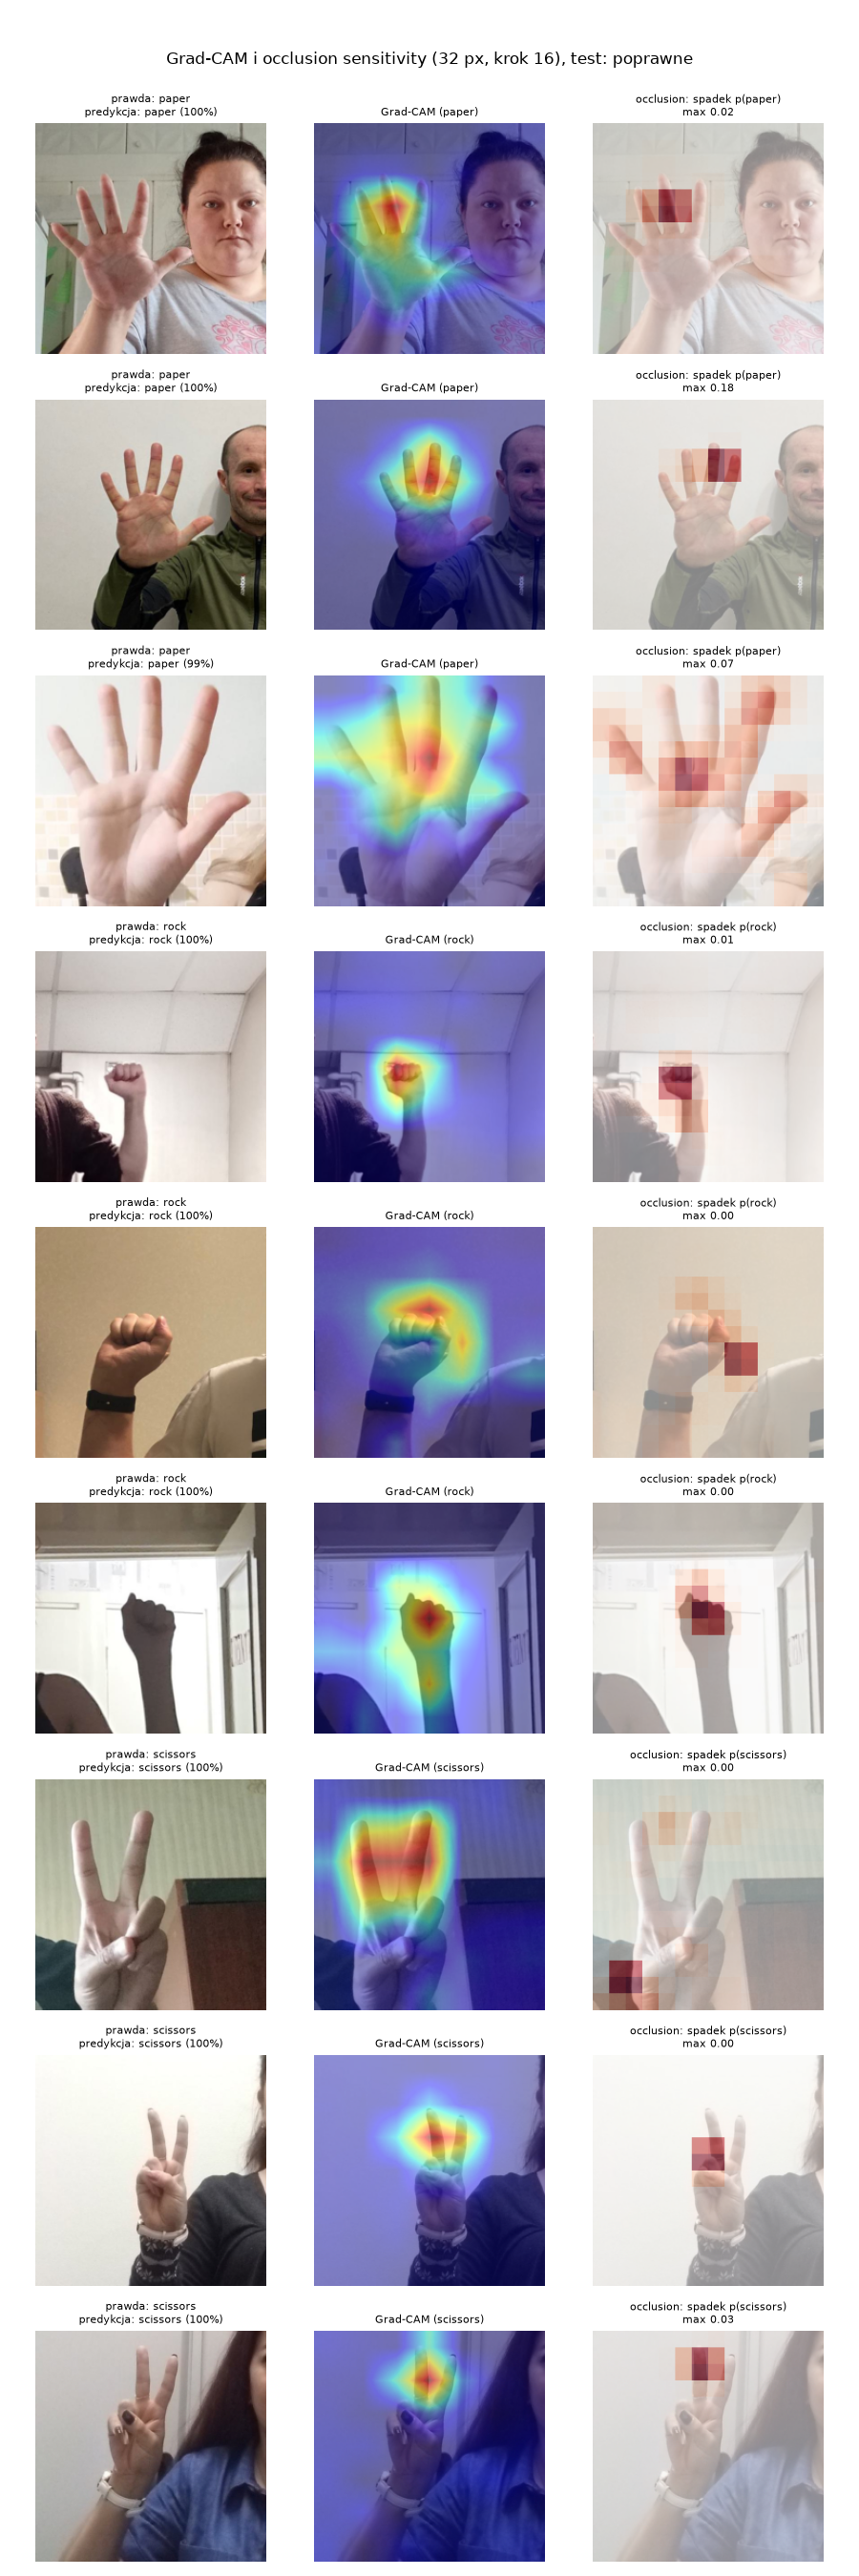 Grad-CAM i occlusion sensitivity (32 px, krok 16), test: poprawne
prawda: paper
predykcja: paper (100%)
Grad-CAM (paper)
occlusion: spadek p(paper)
max 0.02
prawda: paper
predykcja: paper (100%)
Grad-CAM (paper)
occlusion: spadek p(paper)
max 0.18
prawda: paper
predykcja: paper (99%)
Grad-CAM (paper)
occlusion: spadek p(paper)
max 0.07
prawda: rock
predykcja: rock (100%)
Grad-CAM (rock)
occlusion: spadek p(rock)
max 0.01
prawda: rock
predykcja: rock (100%)
Grad-CAM (rock)
occlusion: spadek p(rock)
max 0.00
prawda: rock
predykcja: rock (100%)
Grad-CAM (rock)
occlusion: spadek p(rock)
max 0.00
prawda: scissors
predykcja: scissors (100%)
Grad-CAM (scissors)
occlusion: spadek p(scissors)
max 0.00
prawda: scissors
predykcja: scissors (100%)
Grad-CAM (scissors)
occlusion: spadek p(scissors)
max 0.00
prawda: scissors
predykcja: scissors (100%)
Grad-CAM (scissors)
occlusion: spadek p(scissors)
max 0.03